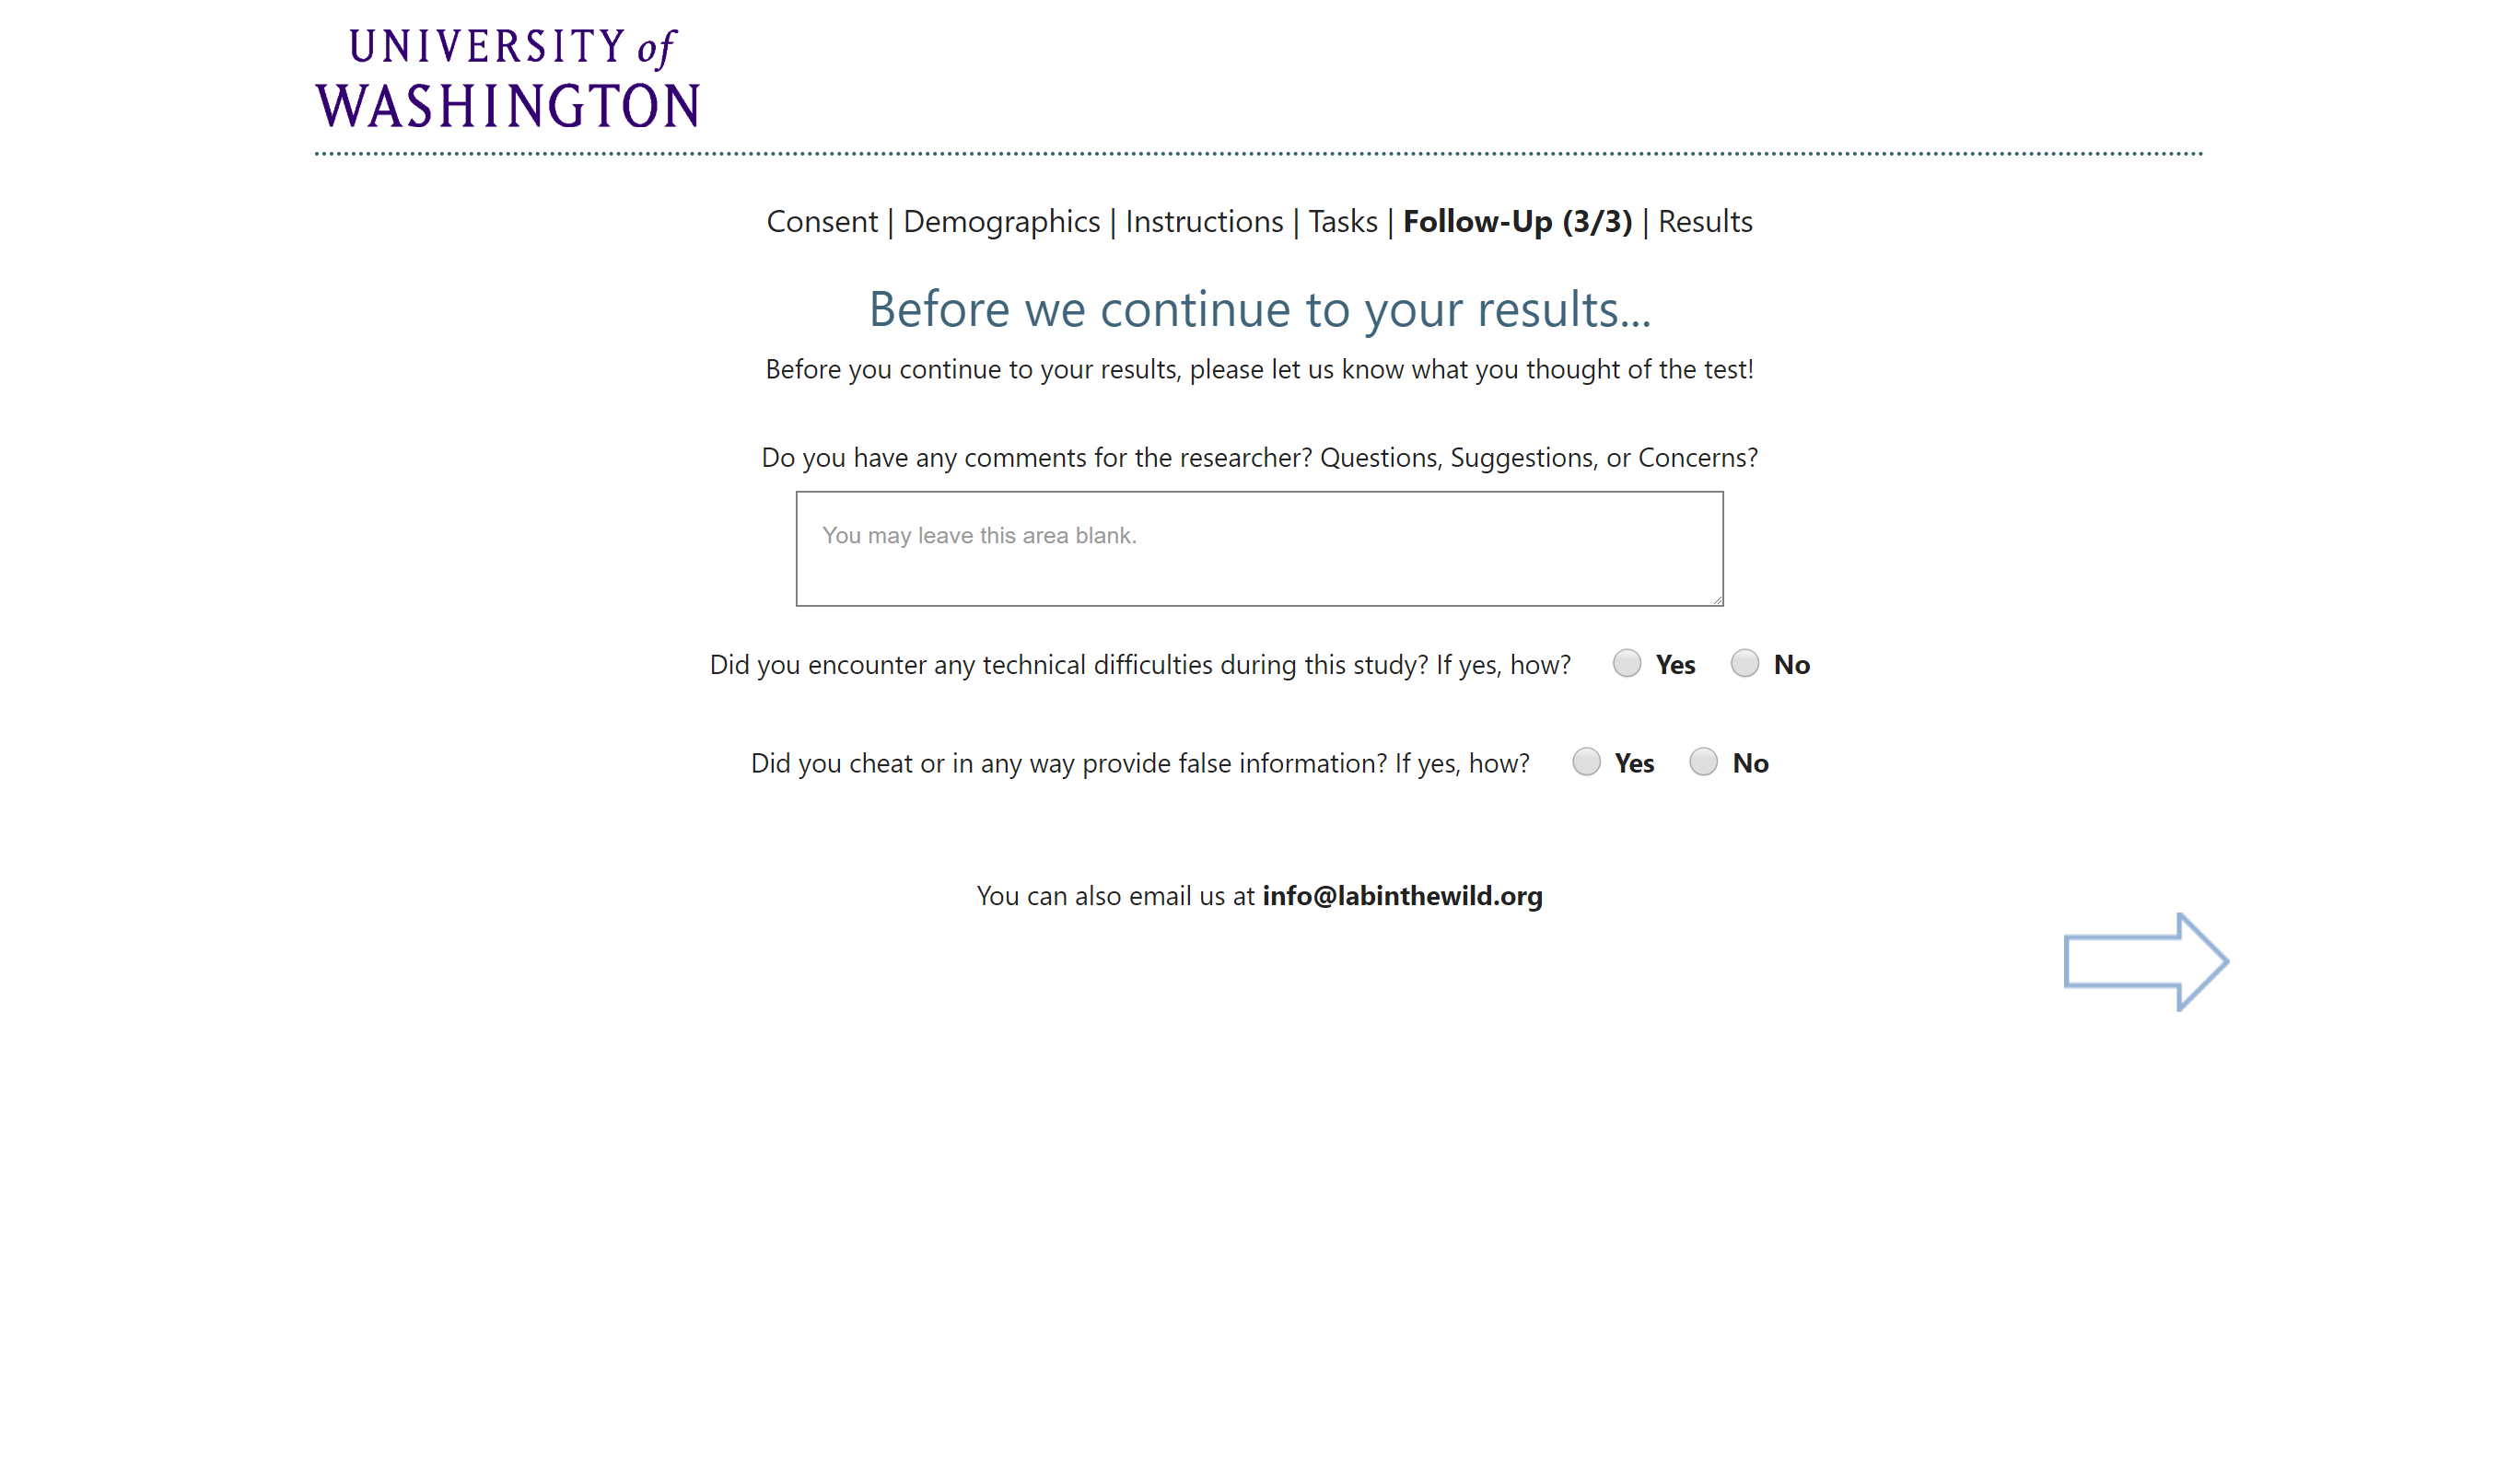 UNIVERSITY of
WASHINGTON
Consent | Demographics | Instructions | Tasks | Follow-Up (3/3) | Results
Before we continue to your results...
Before you continue to your results, please let us know what you thought of the test!
Do you have any comments for the researcher? Questions, Suggestions, or Concerns?
You may leave this area blank.
Did you encounter any technical difficulties during this study? If yes, how? Yes No
Did you cheat or in any way provide false information? If yes, how? Yes No
You can also email us at info@labinthewild.org